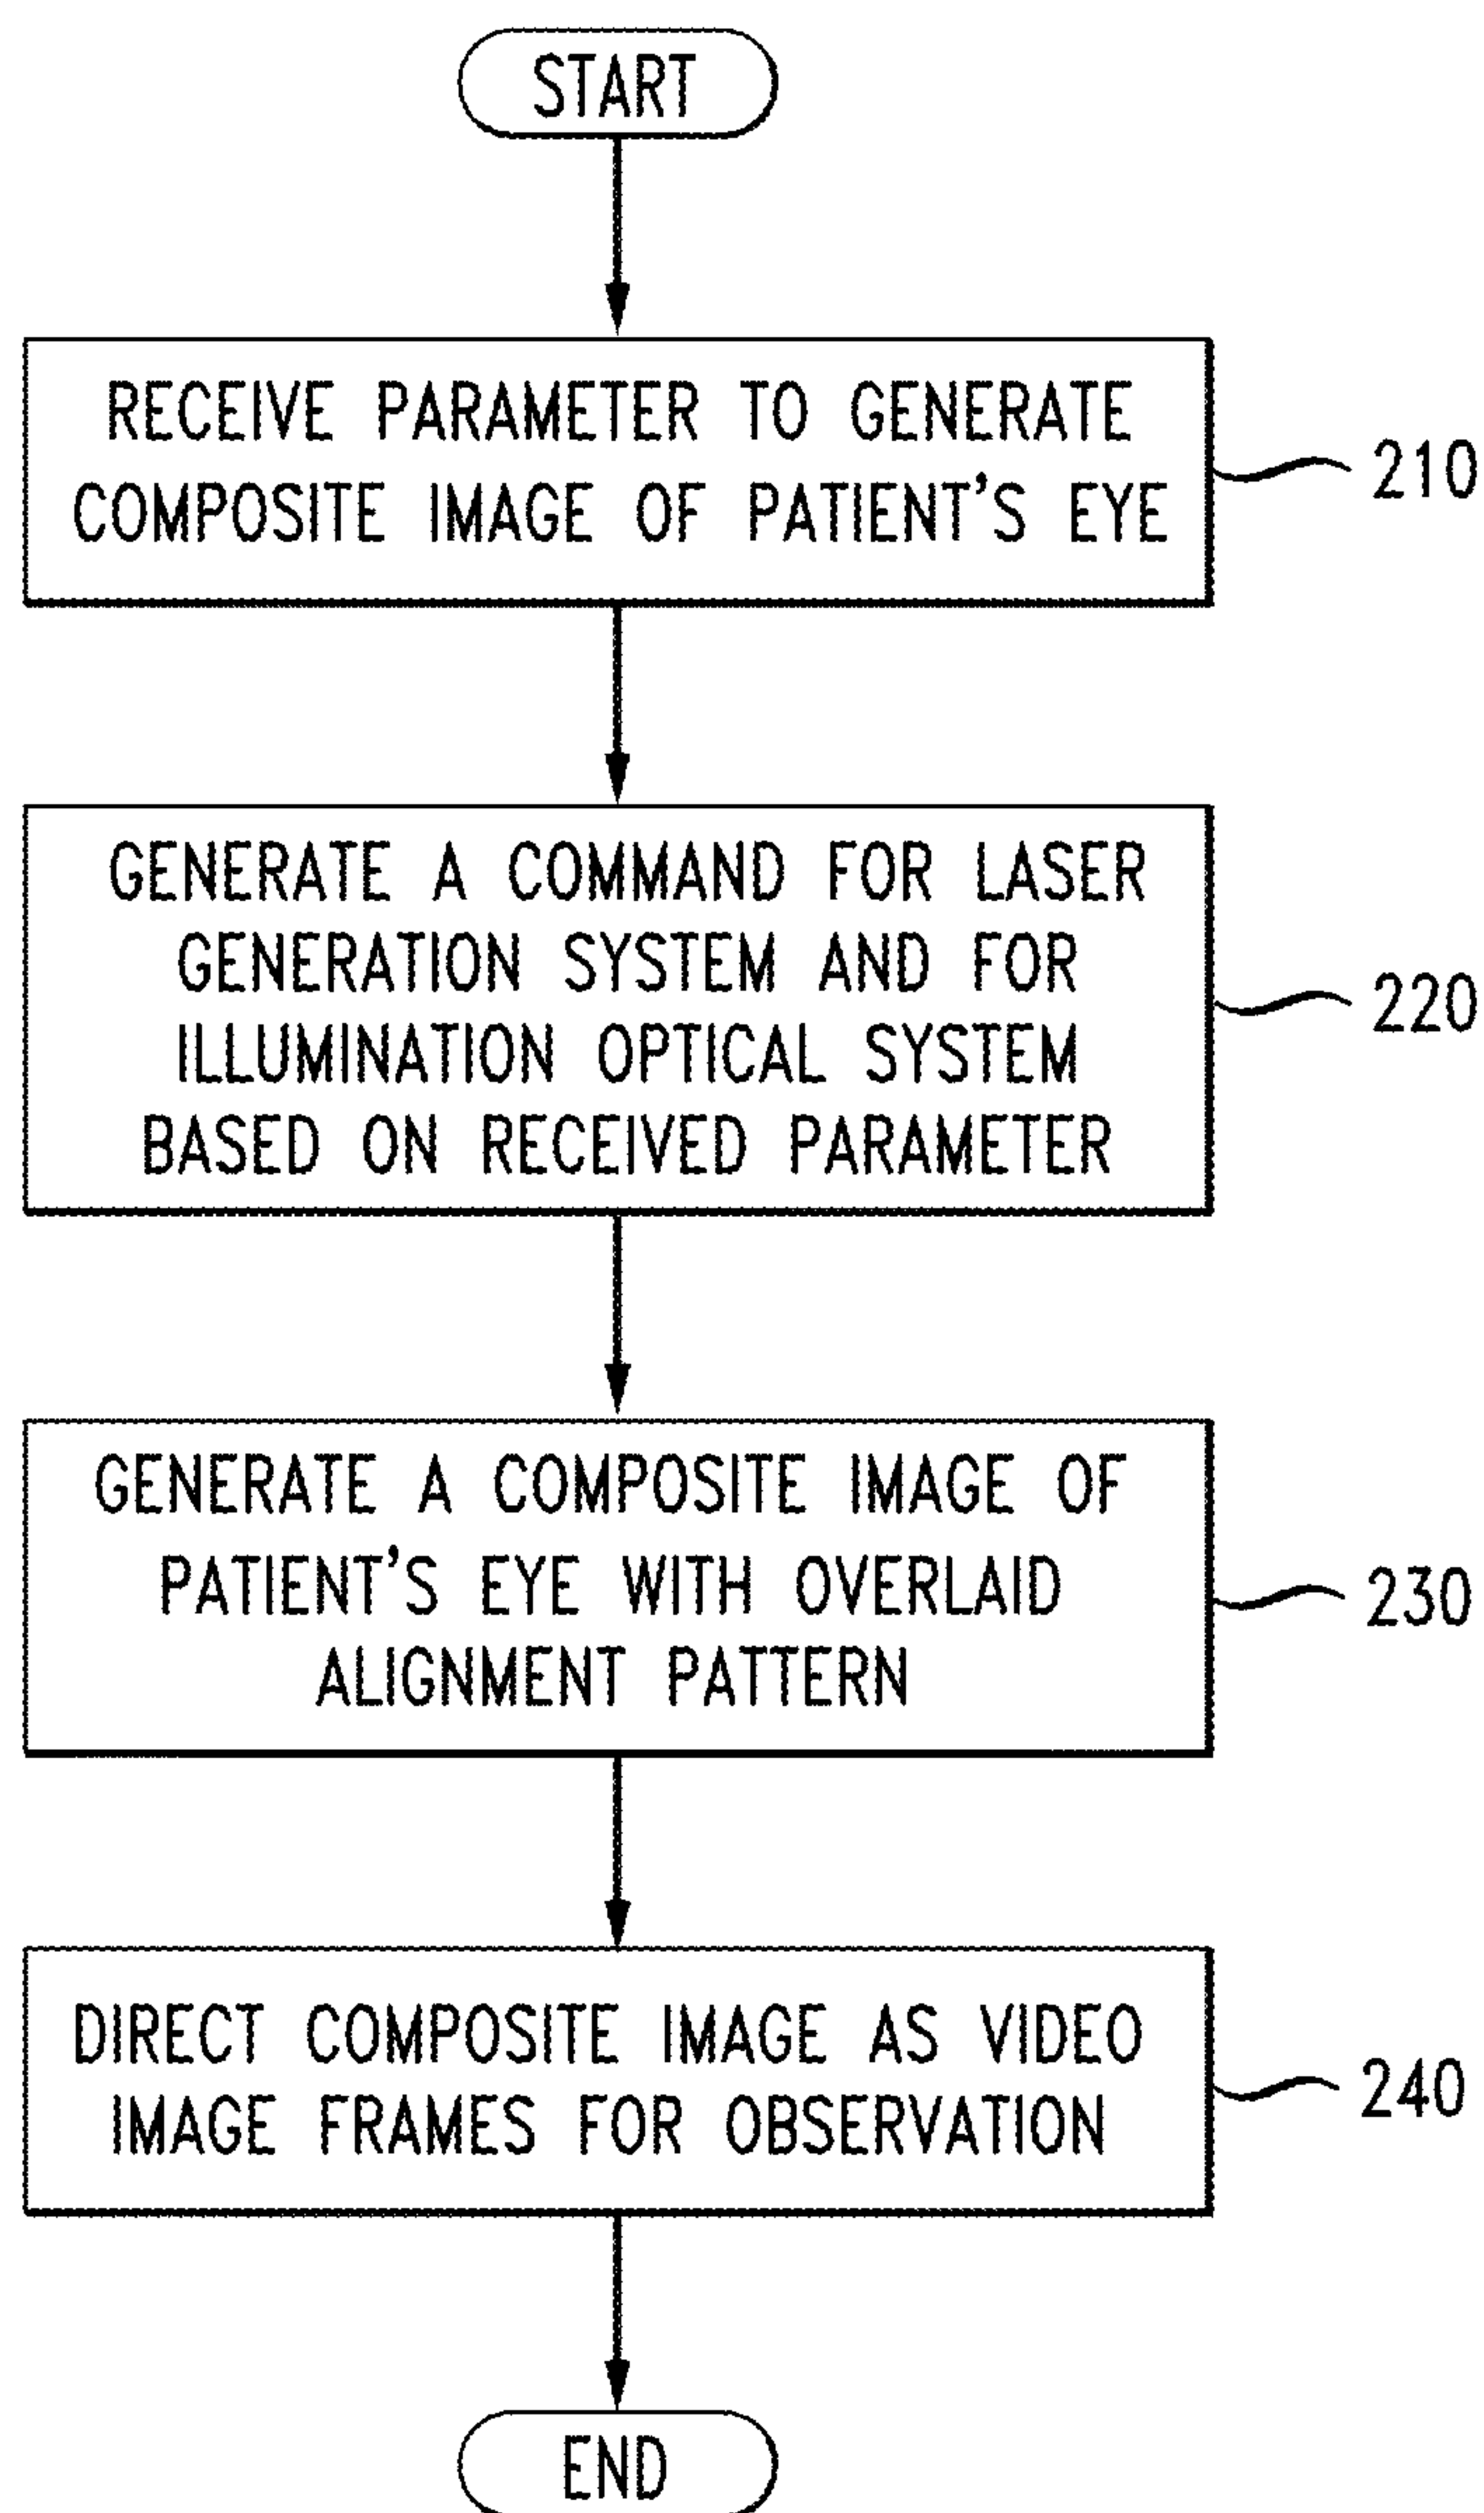 START
RECEIVE PARAMETER TO GENERATE
COMPOSITE IMAGE OF PATIENT'S EYE
210
GENERATE A COMMAND FOR LASER
GENERATION SYSTEM AND FOR
ILLUMINATION OPTICAL SYSTEM
BASED ON RECEIVED PARAMETER
220
GENERATE A COMPOSITE IMAGE OF
PATIENT'S EYE WITH OVERLAID
ALIGNMENT PATTERN
230
DIRECT COMPOSITE IMAGE AS VIDEO
IMAGE FRAMES FOR OBSERVATION
240
END